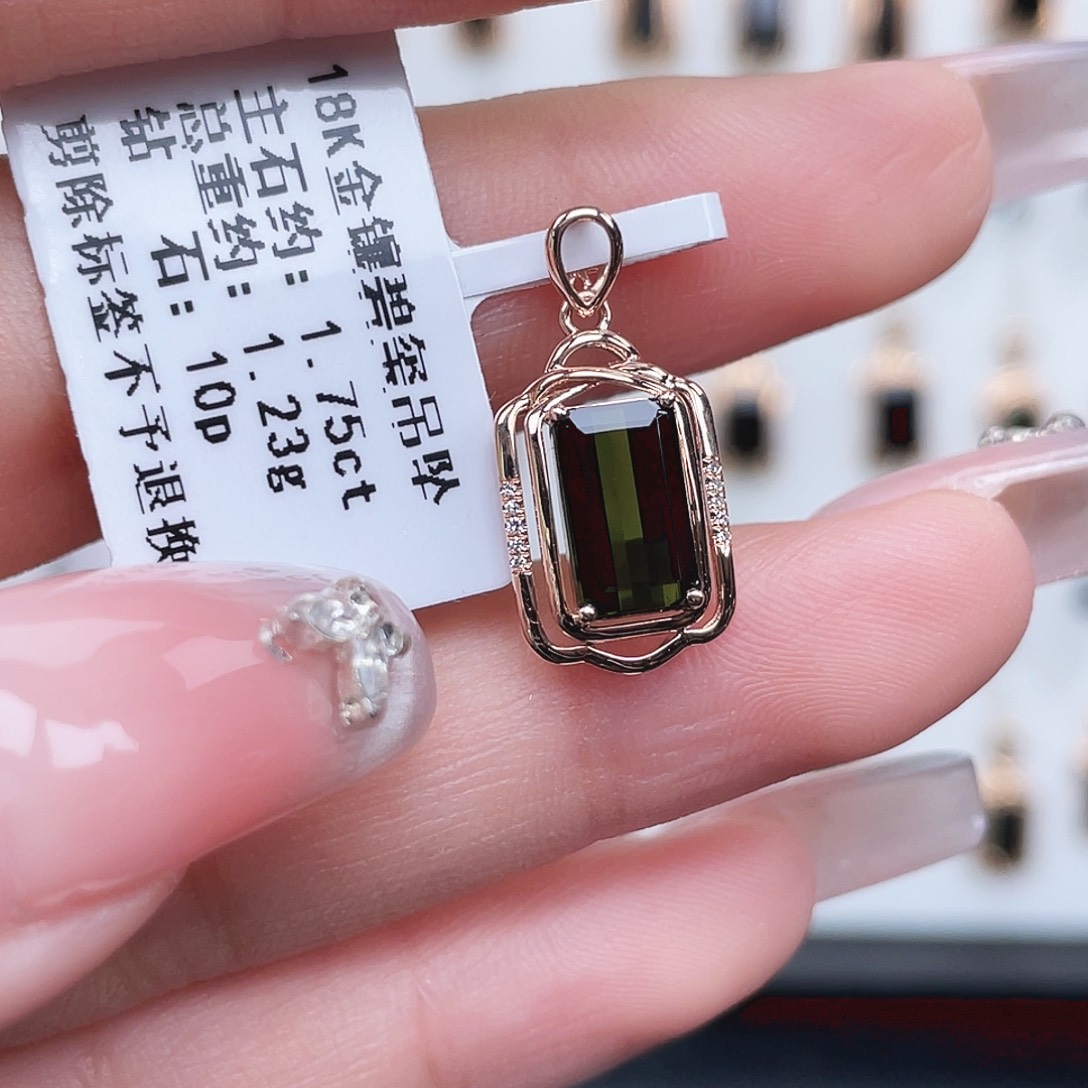 18K金镶碧玺吊坠
主石约: 1.75ct
总重约: 1.23g
钻 石: 10p
剪除标签不予退换